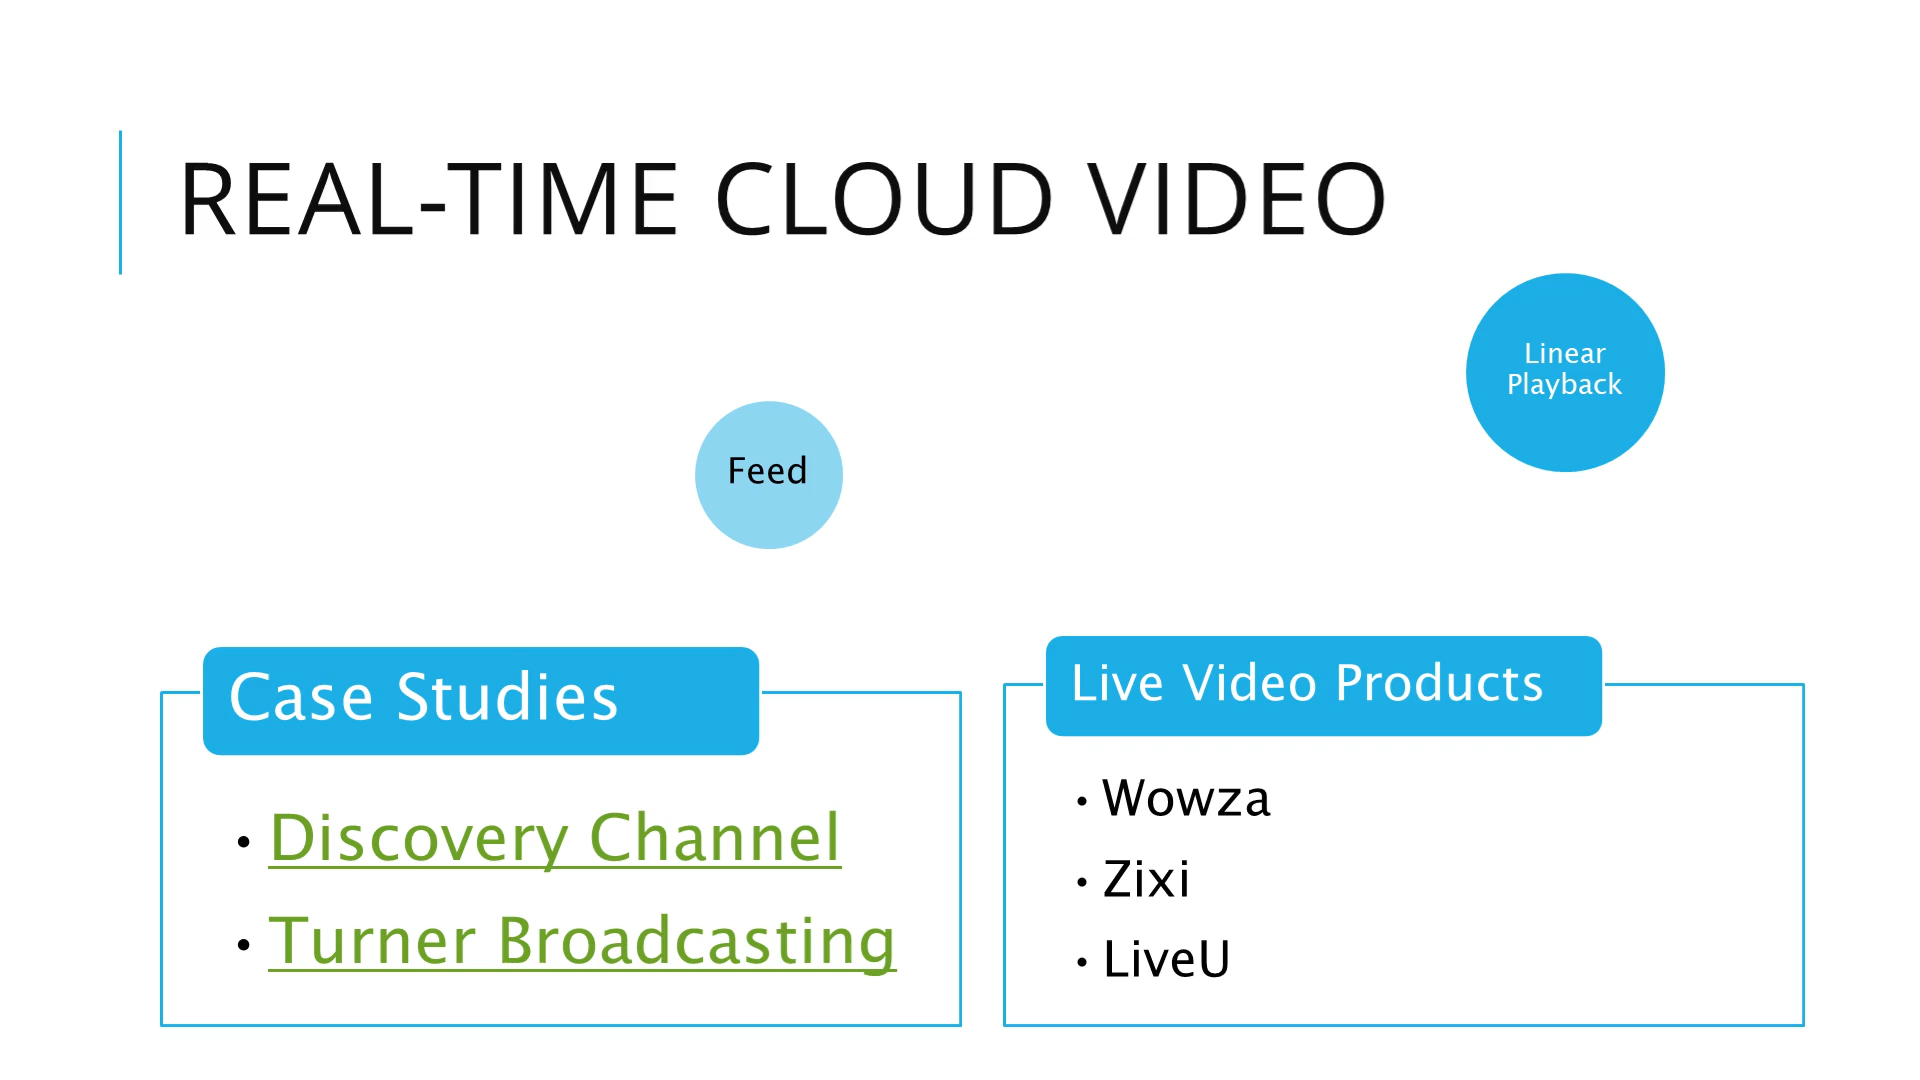 REAL-TIME CLOUD VIDEO
Linear
Playback
Feed
Case Studies
• Discovery Channel
• Turner Broadcasting
Live Video Products
• Wowza
• Zixi
• LiveU